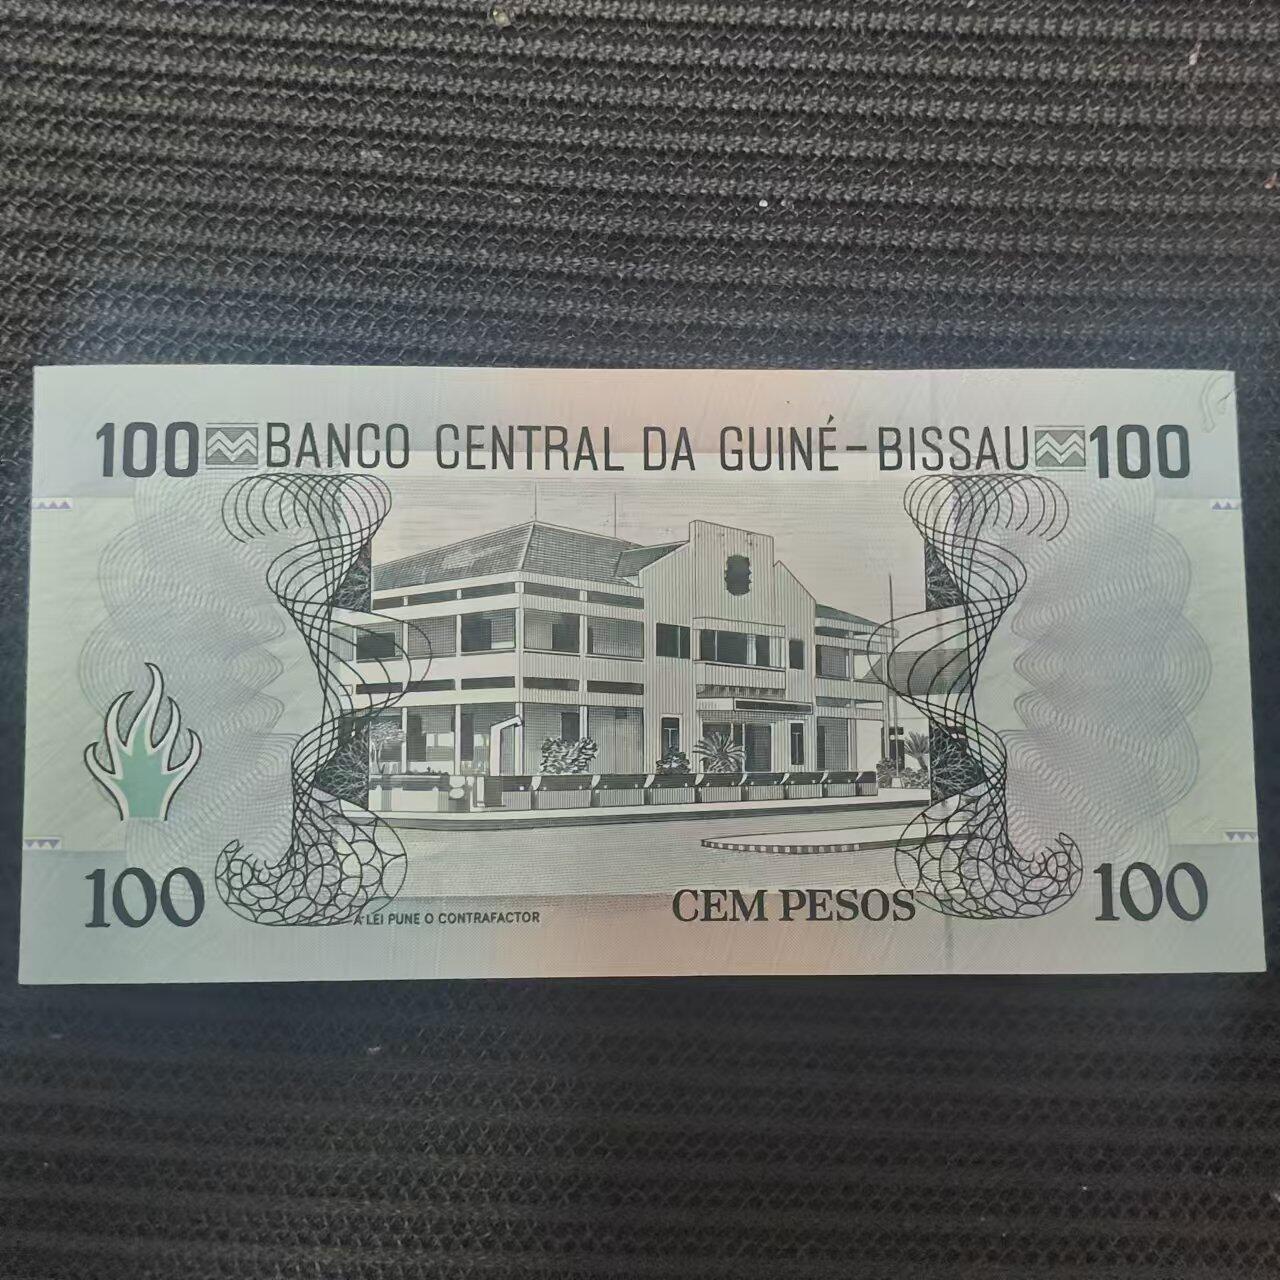 100 BANCO CENTRAL DA GUINÉ-BISSAU 100
100 A LEI PUNE O CONTRAFACTOR CEM PESOS 100